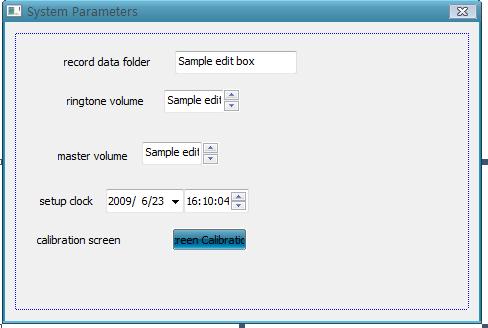 System Parameters
record data folder Sample edit box
ringtone volume Sample edit
master volume Sample edit
setup clock 2009/ 6/23 16:10:04
calibration screen reen Calibratio